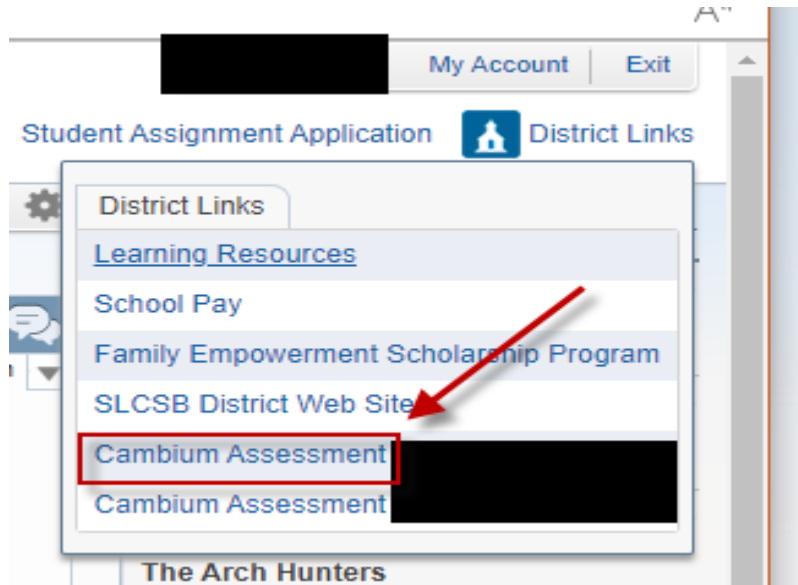 My Account Exit
Student Assignment Application District Links
District Links
Learning Resources
School Pay
Family Empowerment Scholarship Program
SLCSB District Web Site
Cambium Assessment
Cambium Assessment
The Arch Hunters